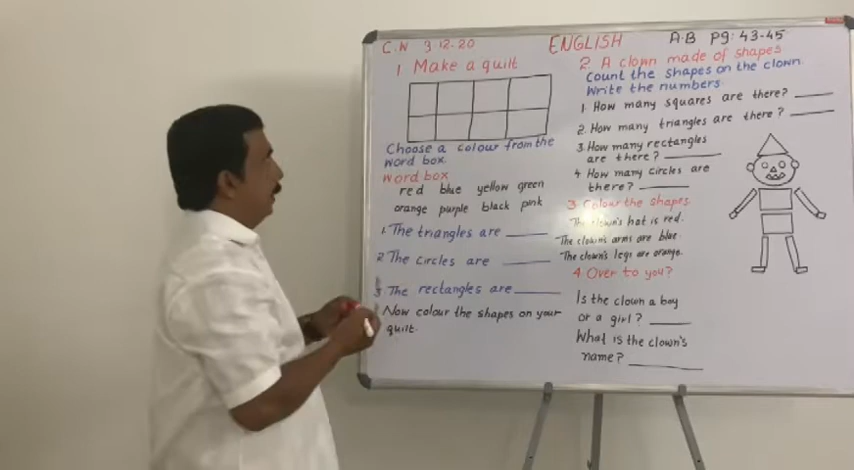 C.W 3.12.20 ENGLISH A.B Pg: 43-45
1 Make a quilt
Choose a colour from the
word box.
word box
red blue yellow green
orange purple black pink
1. The triangles are ____
2. The circles are ____
3. The rectangles are ____
Now colour the shapes on your
quilt.
2. A clown made of shapes
Count the shapes on the clown
Write the numbers.
1. How many squares are there? ____
2. How many triangles are there? ____
3. How many rectangles
are there? ____
4. How many circles are
there? ____
3 Colour the shapes
The clown's hat is red.
The clown's arms are blue.
The clown's legs are orange.
4 Over to you?
Is the clown a boy
or a girl? ____
What is the clown's
name? ____